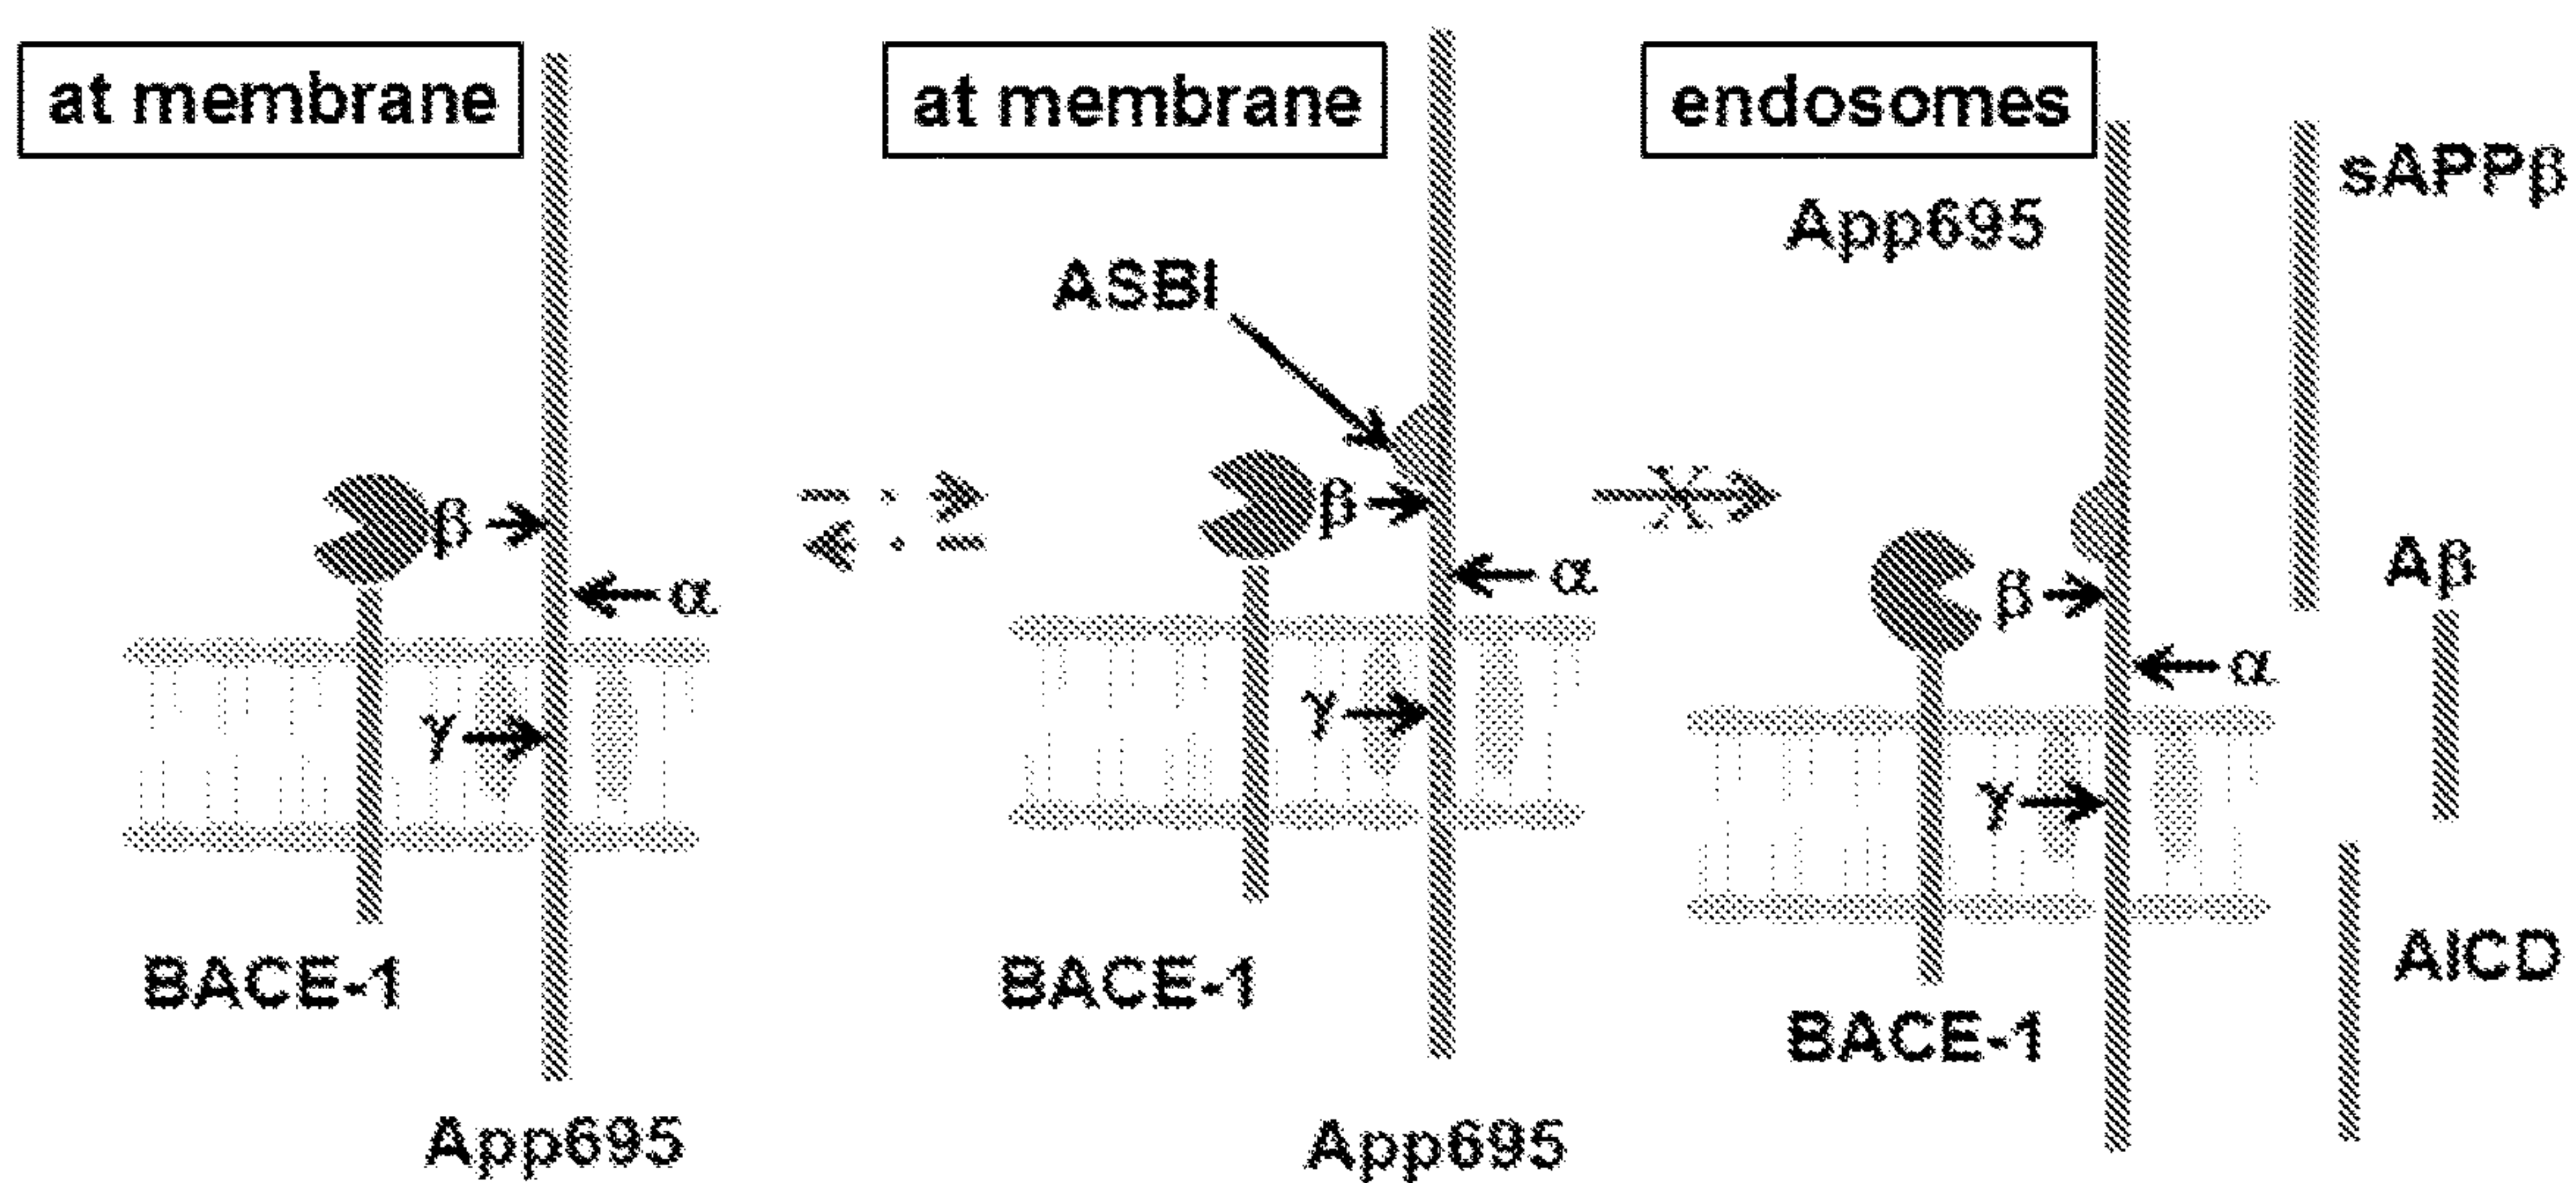 at membrane
β
α
γ
BACE-1
App695
at membrane
ASBI
β
α
γ
BACE-1
App695
endosomes
App695
β
α
γ
BACE-1
sAPPβ
Aβ
AICD